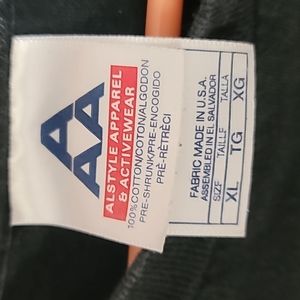 AAA
ALSTYLE APPAREL
& ACTIVEWEAR
100%COTTON/COTON/ALGODON
PRE-SHRUNK/PRE-ENCOGIDO
PRÉ-RÉTRÉCI
FABRIC MADE IN U.S.A.
ASSEMBLED IN EL SALVADOR
SIZE TAILLE TALLA
XL TG XG